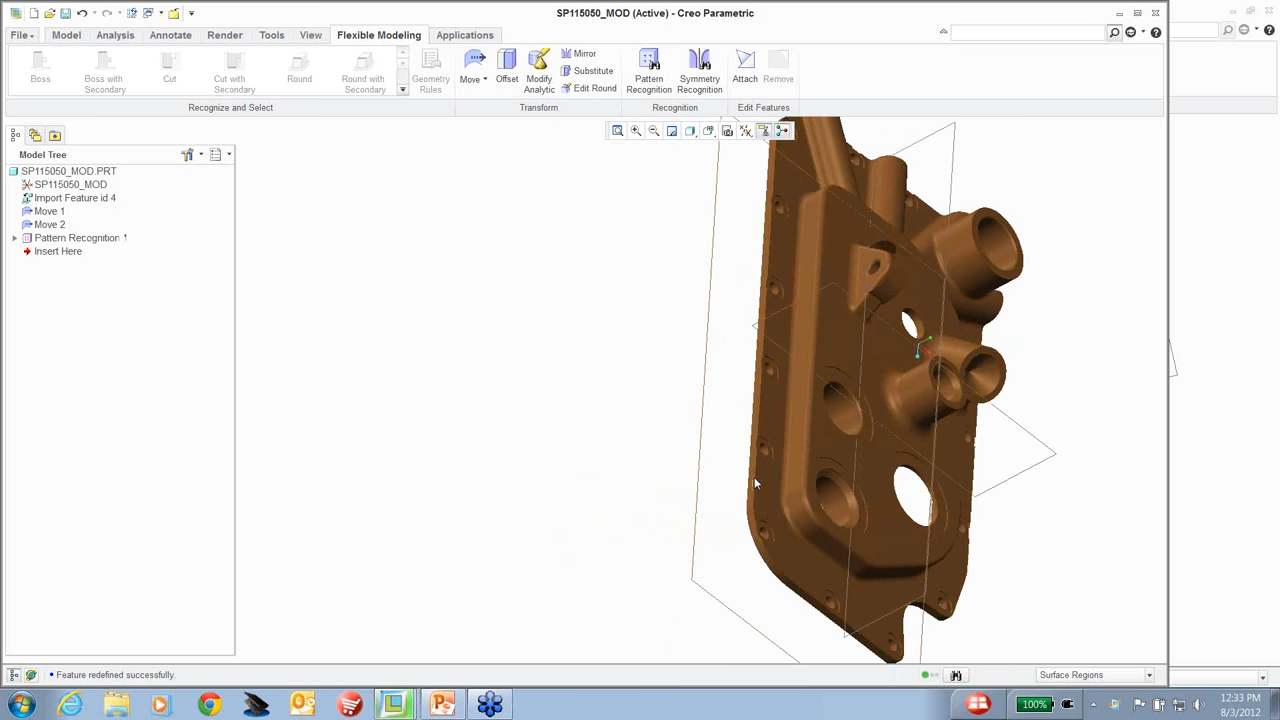 SP115050_MOD (Active) - Creo Parametric
File Model Analysis Annotate Render Tools View Flexible Modeling Applications
Boss
Boss with Secondary
Cut
Cut with Secondary
Round
Round with Secondary
Geometry Rules
Move
Offset
Modify Analytic
Mirror
Substitute
Edit Round
Pattern Recognition
Symmetry Recognition
Attach
Remove
Recognize and Select
Transform
Recognition
Edit Features
Model Tree
SP115050_MOD.PRT
SP115050_MOD
Import Feature id 4
Move 1
Move 2
Pattern Recognition 1
Insert Here
Feature redefined successfully.
Surface Regions
100%
12:33 PM
8/3/2012